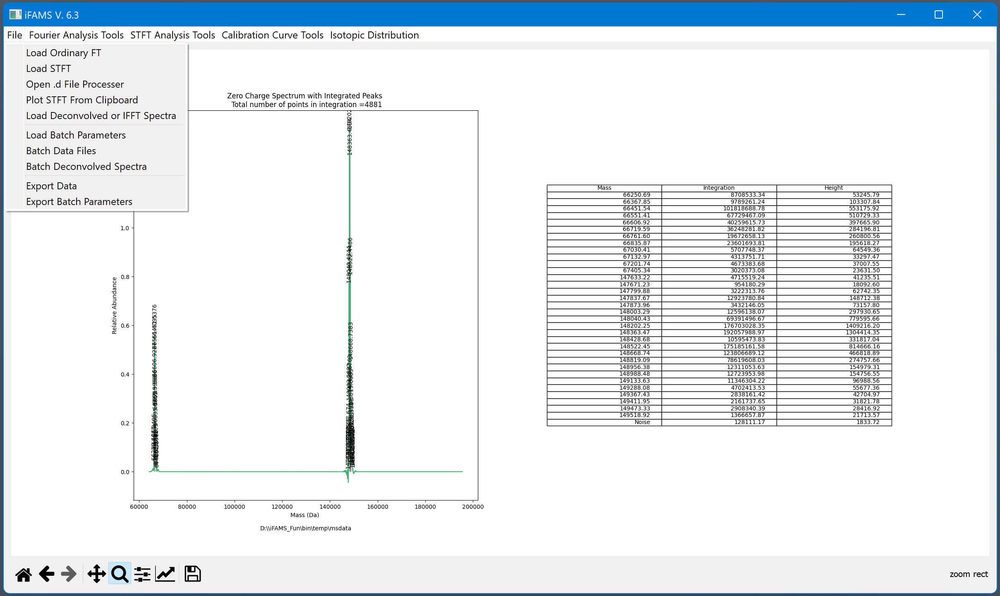 iFAMS V. 6.3
File Fourier Analysis Tools STFT Analysis Tools Calibration Curve Tools Isotopic Distribution
Load Ordinary FT
Load STFT
Open .d File Processer
Plot STFT From Clipboard
Load Deconvolved or IFFT Spectra
Load Batch Parameters
Batch Data Files
Batch Deconvolved Spectra
Export Data
Export Batch Parameters
Zero Charge Spectrum with Integrated Peaks
Total number of points in integration =4881
Relative Abundance
1.0
0.8
0.6
0.4
0.2
0.0
148668.7383
60000 80000 100000 120000 140000 160000 180000 200000
Mass (Da)
D:\\iFAMS_Fun\bin\temp\msdata
Mass Integration Height
66250.69 8708533.34 53245.79
66367.85 9789261.24 103307.84
66451.54 101818688.78 553175.92
66551.41 67729467.09 510729.33
66606.92 40259615.73 397665.90
66719.59 36248281.82 284196.81
66761.60 19672658.13 260800.56
66835.87 23601693.81 195618.27
67030.41 5707748.37 64549.36
67132.97 4313751.71 33297.47
67201.74 4673383.68 37007.55
67405.34 3020373.08 23631.50
147633.22 4715519.24 41235.51
147671.23 954180.29 18092.60
147799.88 3222313.76 62742.35
147837.67 12923780.84 148712.38
147873.96 3432146.05 73157.80
148003.29 12596138.07 297930.65
148040.43 69391496.67 779595.66
148202.25 176703028.35 1409216.20
148363.47 192057988.97 1304414.35
148428.68 10595473.83 331817.04
148522.45 175185161.58 814666.16
148668.74 123806689.12 466818.89
148819.09 78619608.03 274757.66
148956.38 12311053.63 154979.31
148988.48 12723953.98 154756.55
149133.63 11346304.22 96988.56
149288.08 4702413.53 55677.36
149367.43 2838161.42 42704.97
149411.95 2161737.65 31821.78
149473.33 2908340.39 28416.92
149518.92 1366657.87 21713.57
Noise 128111.17 1833.72
zoom rect